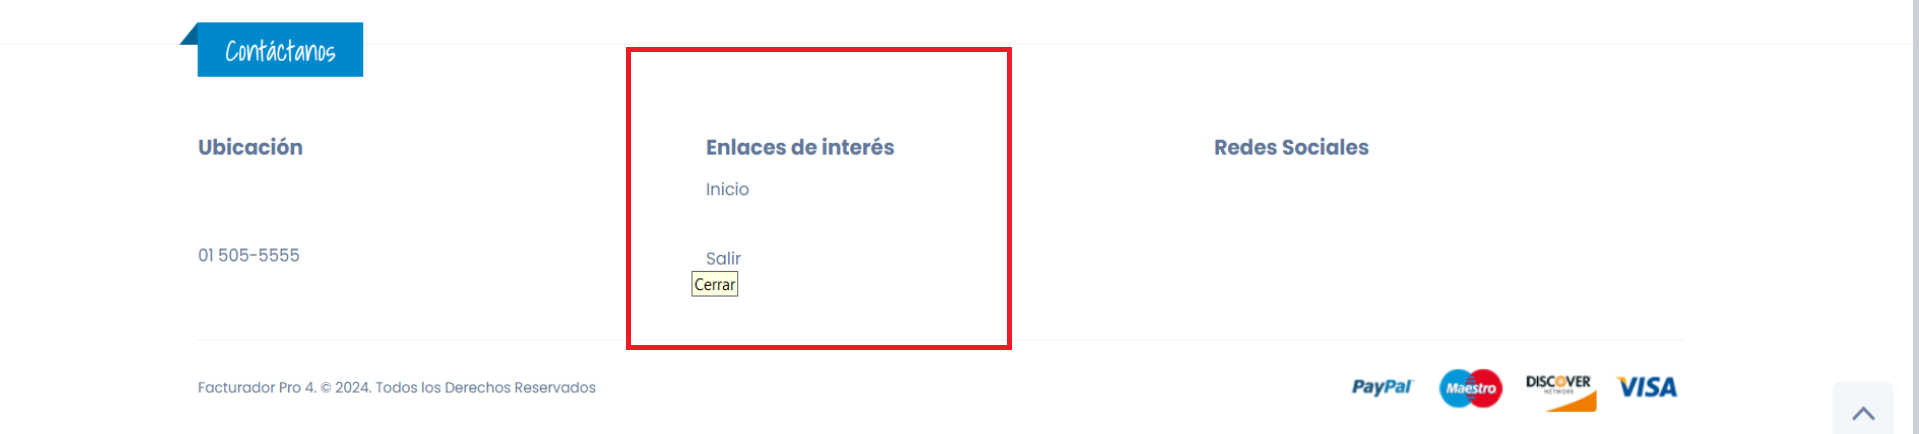 Contáctanos
Ubicación
01 505-5555
Enlaces de interés
Inicio
Salir
Cerrar
Redes Sociales
Facturador Pro 4. © 2024. Todos los Derechos Reservados
PayPal
Maestro
DISCOVER
NETWORK
VISA